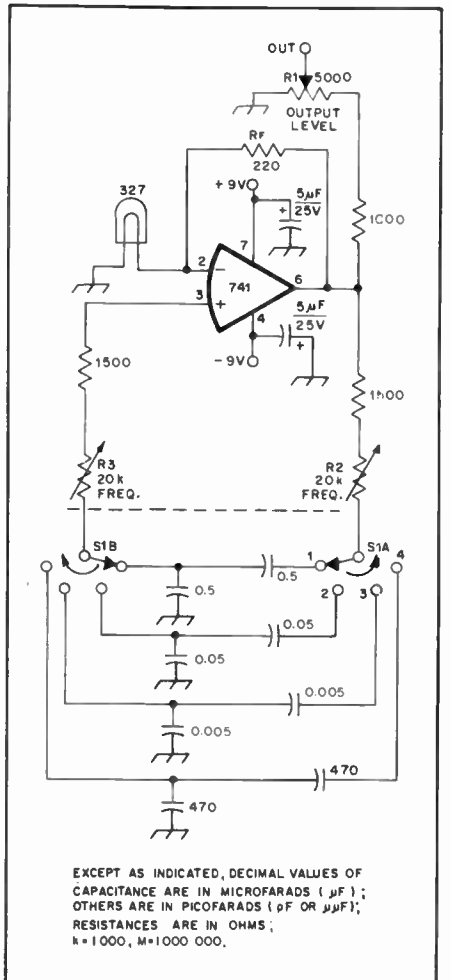 OUT
R1 5000
OUTPUT
LEVEL
RF
220
+9V
5µF
25V
+
327
1000
7
2 −
741
6
3 +
4
5µF
25V
+
-9V
1500
1500
R3
20k
FREQ.
R2
20k
FREQ.
S1B
S1A
1
4
0.5
0.5
2
3
0.05
0.05
0.005
0.005
470
470
EXCEPT AS INDICATED, DECIMAL VALUES OF
CAPACITANCE ARE IN MICROFARADS ( µF ) ;
OTHERS ARE IN PICOFARADS ( pF OR µµF);
RESISTANCES ARE IN OHMS ;
k=1000, M=1000 000.